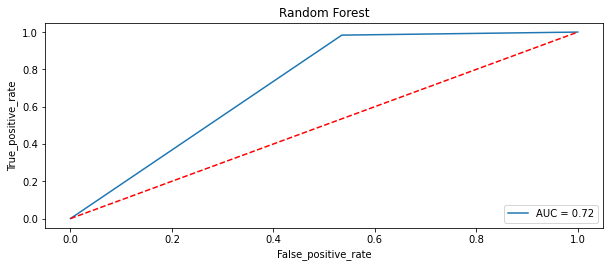 Random Forest
1.0
0.8
0.6
0.4
0.2
0.0
True_positive_rate
AUC = 0.72
0.0 0.2 0.4 0.6 0.8 1.0
False_positive_rate